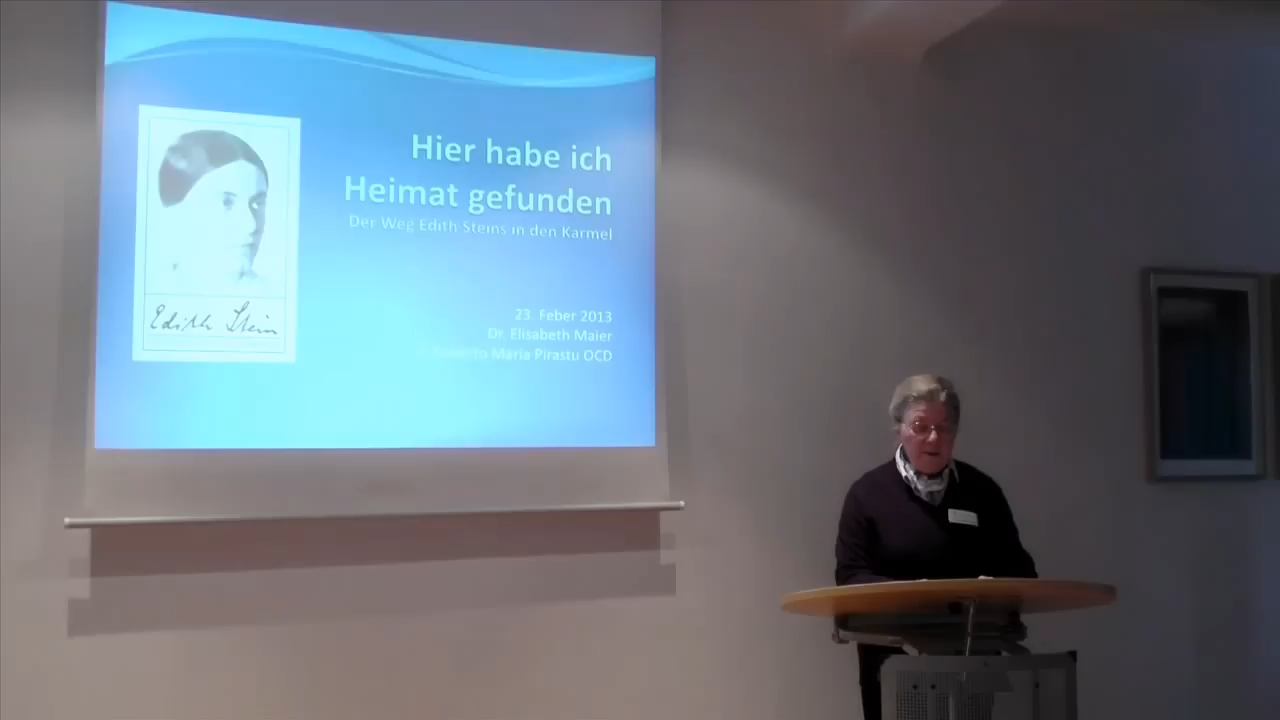 Hier habe ich
Heimat gefunden
Der Weg Edith Steins in den Karmel
23. Feber 2013
Dr. Elisabeth Maier
Maria Pirastu OCD
Edith Stein